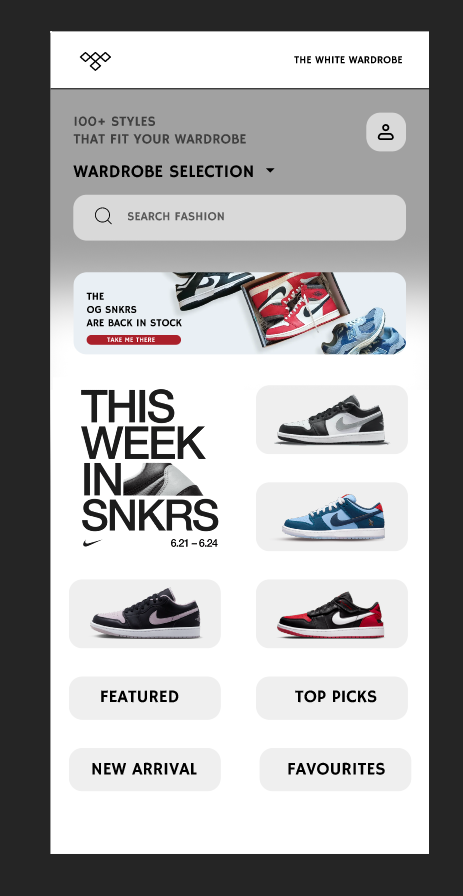 THE WHITE WARDROBE
100+ STYLES
THAT FIT YOUR WARDROBE
WARDROBE SELECTION
SEARCH FASHION
THE
OG SNKRS
ARE BACK IN STOCK
TAKE ME THERE
THIS
WEEK
IN
SNKRS
6.21 – 6.24
FEATURED
TOP PICKS
NEW ARRIVAL
FAVOURITES